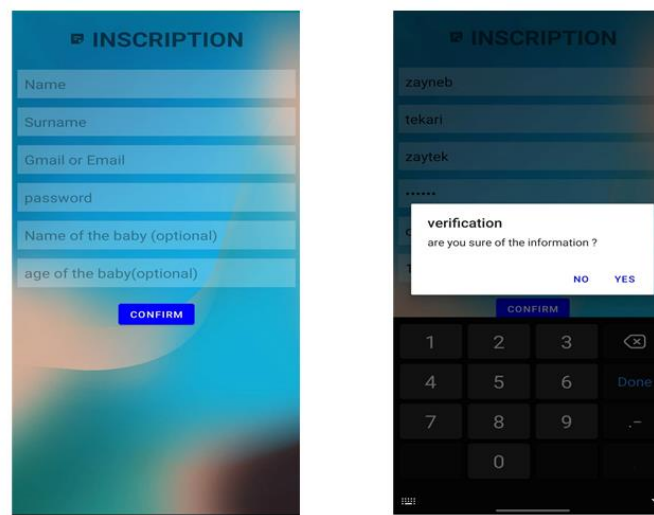 INSCRIPTION
Name
Surname
Gmail or Email
password
Name of the baby (optional)
age of the baby(optional)
CONFIRM
INSCRIPTION
zayneb
tekari
zaytek
••••••
verification
are you sure of the information ?
NO YES
CONFIRM
1 2 3
4 5 6 Done
7 8 9 .-
0